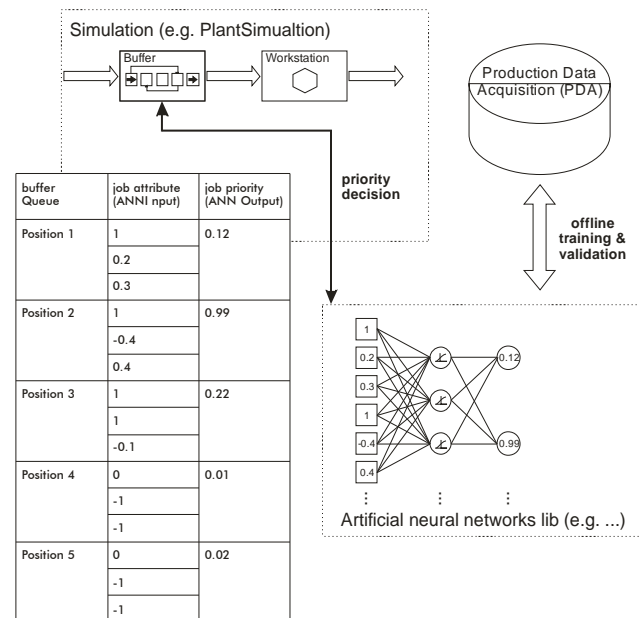 Simulation (e.g. PlantSimualtion)
Buffer
Workstation
Production Data
Acquisition (PDA)
priority
decision
offline
training &
validation
buffer
Queue
job attribute
(ANNI nput)
job priority
(ANN Output)
Position 1
1
0.12
0.2
0.3
Position 2
1
0.99
-0.4
0.4
Position 3
1
0.22
1
-0.1
Position 4
0
0.01
-1
-1
Position 5
0
0.02
-1
-1
1
0.2
0.12
0.3
1
-0.4
0.99
0.4
Artificial neural networks lib (e.g. ...)